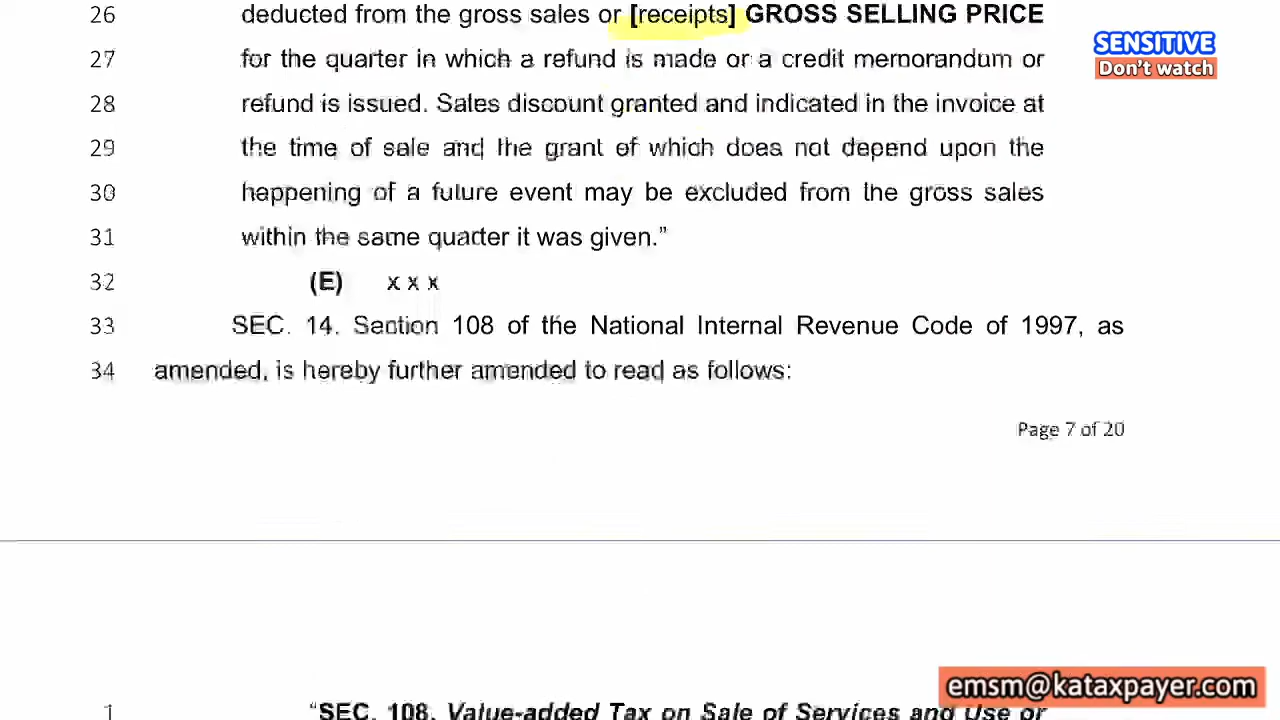 26 deducted from the gross sales or [receipts] GROSS SELLING PRICE
27 for the quarter in which a refund is made or a credit memorandum or
28 refund is issued. Sales discount granted and indicated in the invoice at
29 the time of sale and the grant of which does not depend upon the
30 happening of a future event may be excluded from the gross sales
31 within the same quarter it was given.”
32 (E) x x x
33 SEC. 14. Section 108 of the National Internal Revenue Code of 1997, as
34 amended, is hereby further amended to read as follows:
Page 7 of 20
1 “SEC. 108. Value-added Tax on Sale of Services and Use or
SENSITIVE
Don't watch
emsm@kataxpayer.com